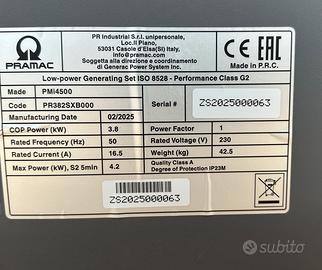 PRAMAC
PR Industrial S.r.l. unipersonale,
Loc.il Piano,
53031 Casole d'Elsa(Si) Italy,
info@pramac.com
Soggetta alla direzione e coordinamento
di Generac Power System Inc.
CE EAC
Made in P.R.C.
Low-power Generating Set ISO 8528 - Performance Class G2
Model PMi4500
Code PR382SXB000
Serial # ZS2025000063
Manufacturing Date 02/2025
COP Power (kW) 3.8 Power Factor 1
Rated Frequency (Hz) 50 Rated Voltage (V) 230
Rated Current (A) 16.5 Weight (kg) 42.5
Max Power (kW), S2 5min 4.2 Quality Class A
Degree of Protection IP23M
ZS2025000063
subito